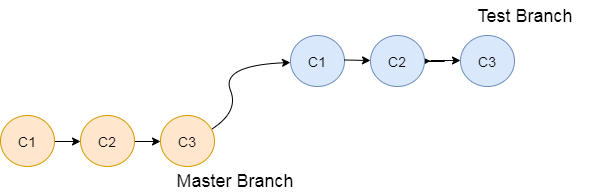 Test Branch
C1 C2 C3
C1 C2 C3
Master Branch